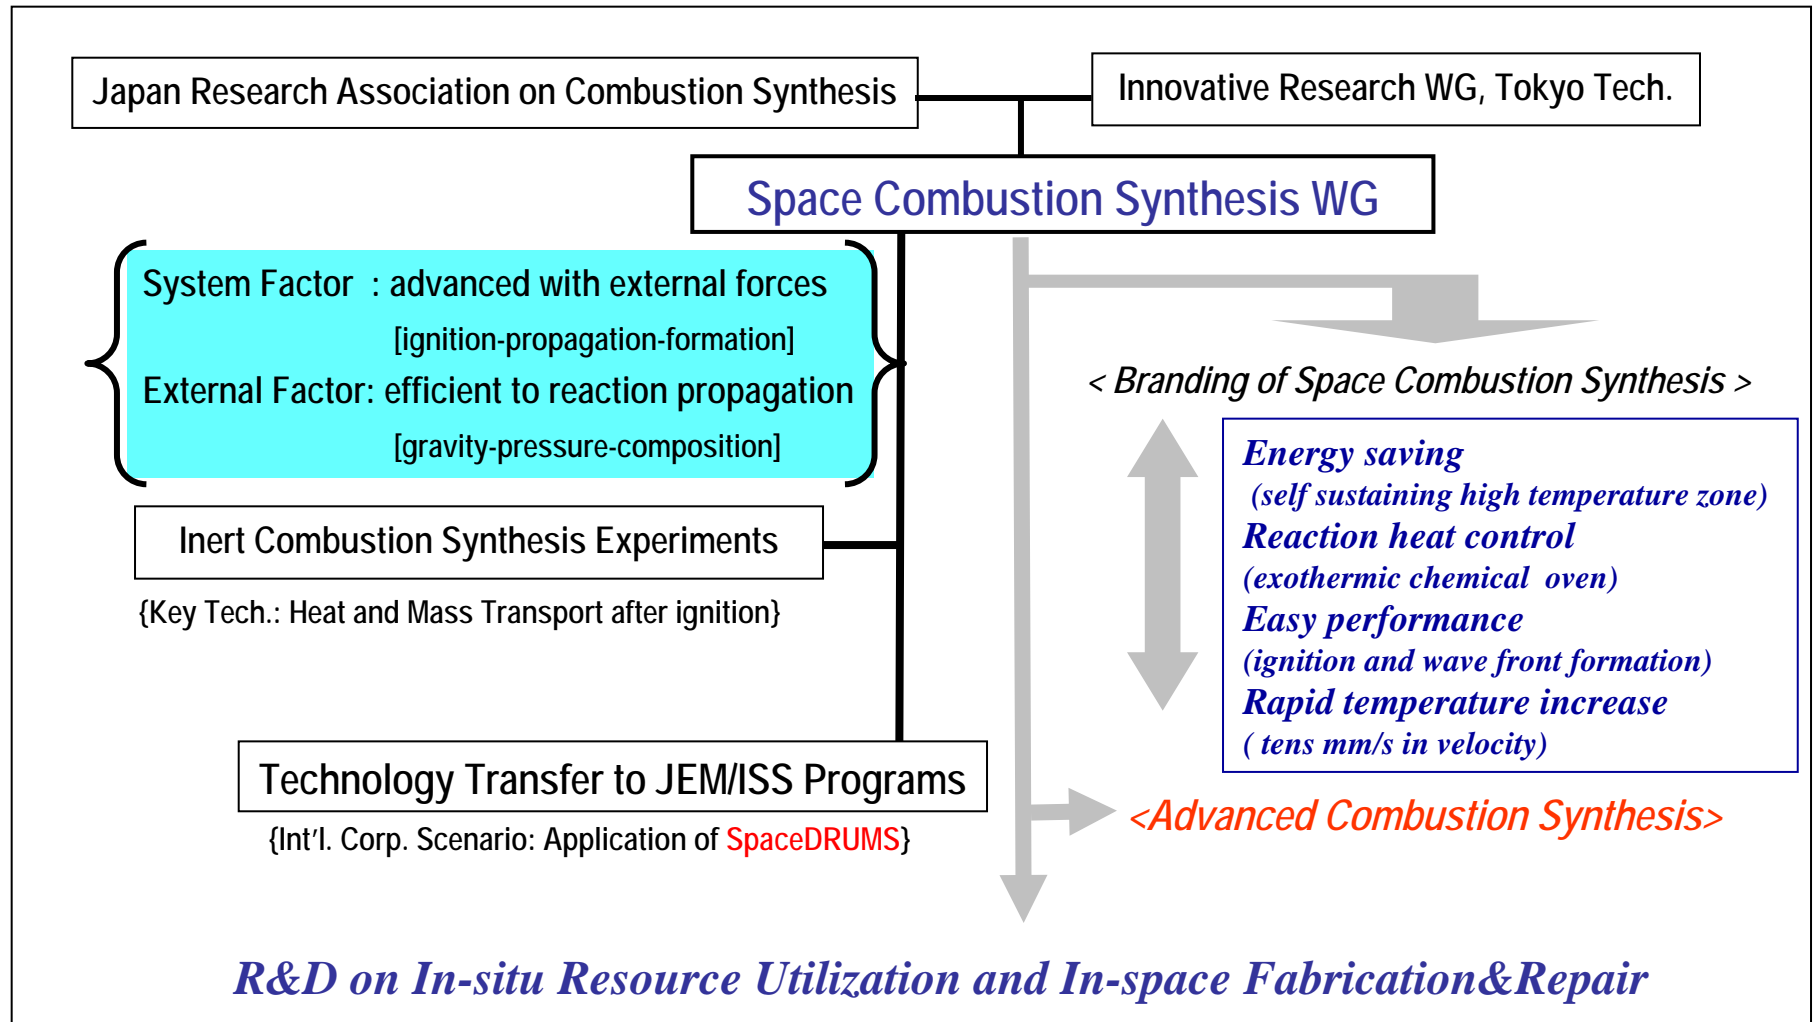 Japan Research Association on Combustion Synthesis
Innovative Research WG, Tokyo Tech.
Space Combustion Synthesis WG
System Factor : advanced with external forces
[ignition-propagation-formation]
External Factor: efficient to reaction propagation
[gravity-pressure-composition]
Inert Combustion Synthesis Experiments
{Key Tech.: Heat and Mass Transport after ignition}
Technology Transfer to JEM/ISS Programs
{Int'l. Corp. Scenario: Application of SpaceDRUMS}
< Branding of Space Combustion Synthesis >
Energy saving
(self sustaining high temperature zone)
Reaction heat control
(exothermic chemical oven)
Easy performance
(ignition and wave front formation)
Rapid temperature increase
( tens mm/s in velocity)
<Advanced Combustion Synthesis>
R&D on In-situ Resource Utilization and In-space Fabrication&Repair